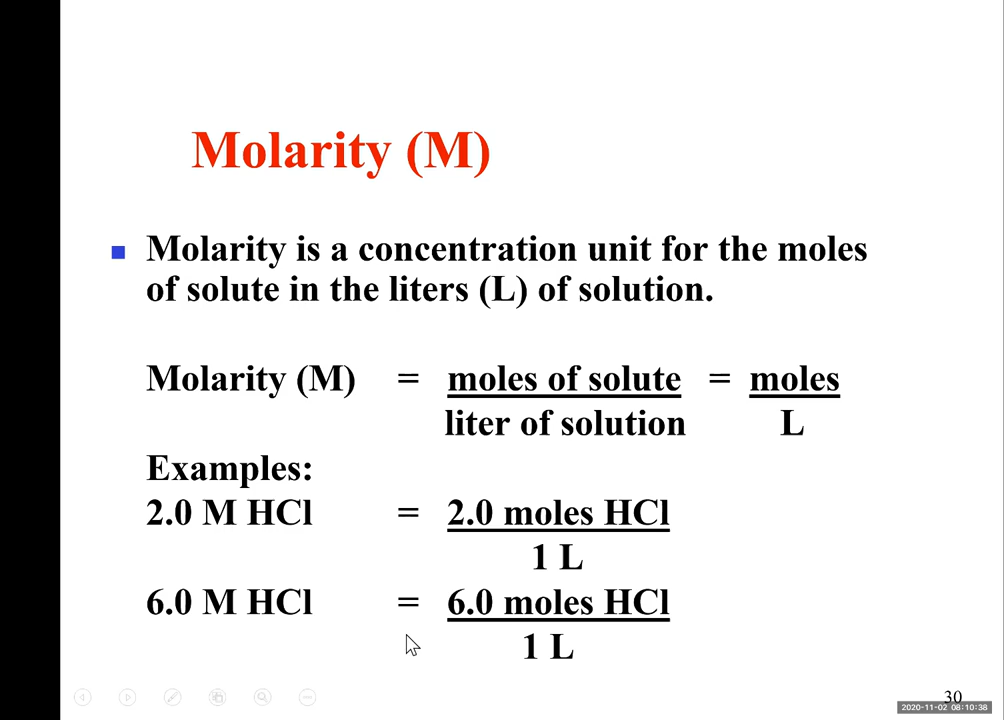 Molarity (M)
Molarity is a concentration unit for the moles
of solute in the liters (L) of solution.
Molarity (M) = moles of solute = moles
liter of solution L
Examples:
2.0 M HCl = 2.0 moles HCl
1 L
6.0 M HCl = 6.0 moles HCl
1 L
30
2020-11-02 08:10:38